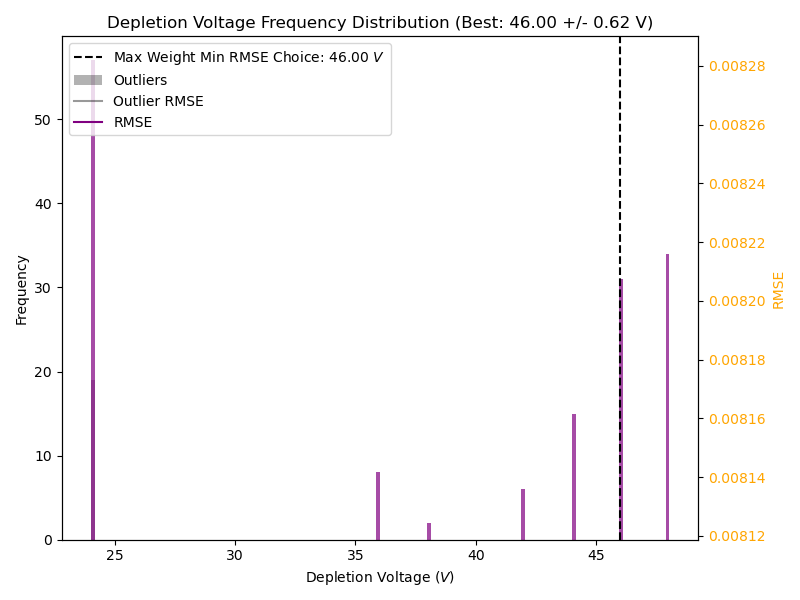 Depletion Voltage Frequency Distribution (Best: 46.00 +/- 0.62 V)
Max Weight Min RMSE Choice: 46.00 V
Outliers
Outlier RMSE
RMSE
Frequency
50
40
30
20
10
0
25
30
35
40
45
Depletion Voltage (V)
0.00828
0.00826
0.00824
0.00822
0.00820
0.00818
0.00816
0.00814
0.00812
RMSE